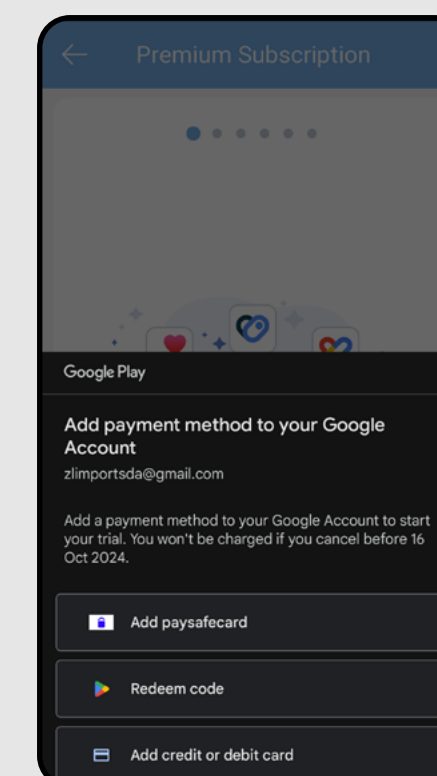 Premium Subscription
Google Play
Add payment method to your Google
Account
zlimportsda@gmail.com
Add a payment method to your Google Account to start
your trial. You won't be charged if you cancel before 16
Oct 2024.
Add paysafecard
Redeem code
Add credit or debit card